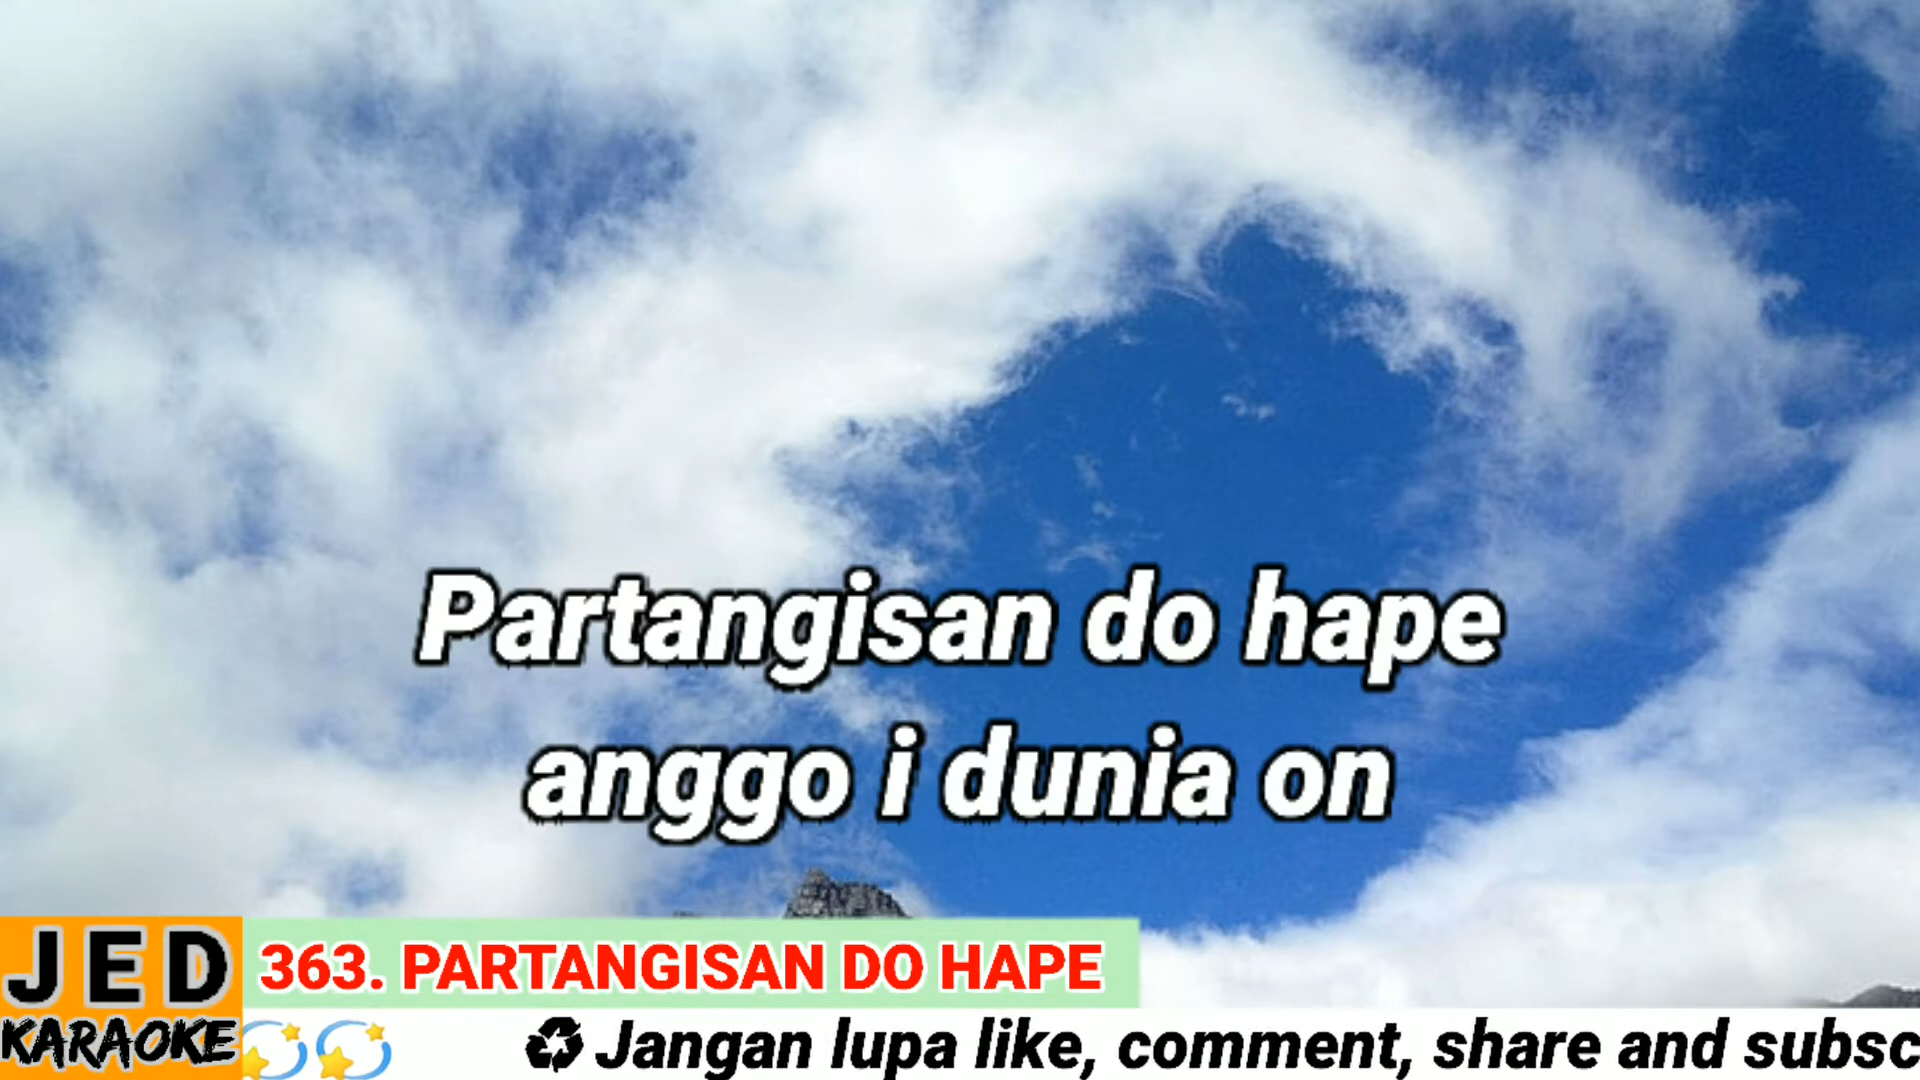 Partangisan do hape
anggo i dunia on
JED
KARAOKE
363. PARTANGISAN DO HAPE
Jangan lupa like, comment, share and subsc